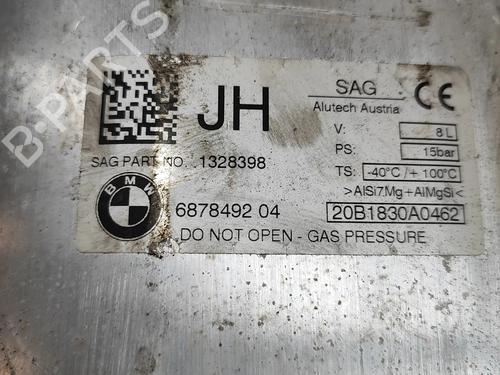 JH
SAG
Alutech Austria
CE
V: 8 L
PS: 15bar
TS: -40°C / + 100°C
>AlSi7Mg+AlMgSi<
SAG PART NO. 1328398
BMW
6878492 04
20B1830A0462
DO NOT OPEN - GAS PRESSURE
B-PARTS